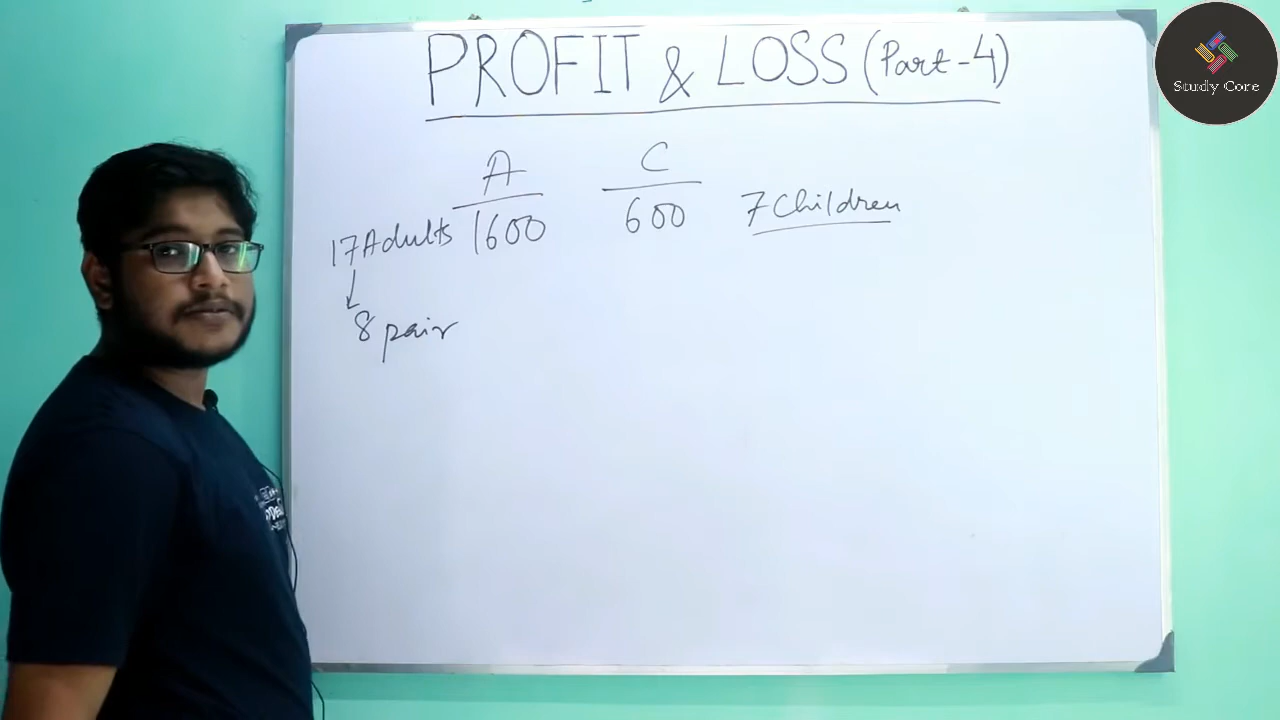 PROFIT & LOSS (Part-4)
Study Core
A C
17Adults 1600 600 7Children
8 pair